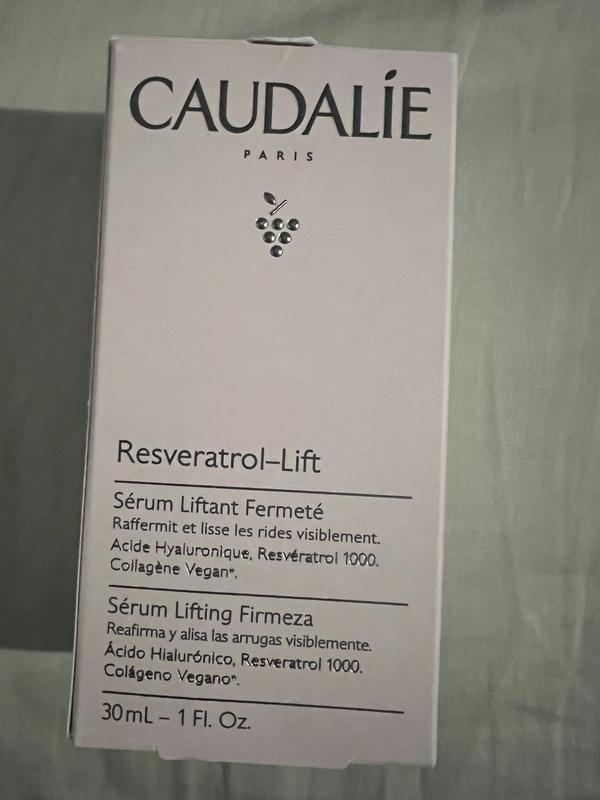 CAUDALÍE
PARIS
Resveratrol–Lift
Sérum Liftant Fermeté
Raffermit et lisse les rides visiblement.
Acide Hyaluronique, Resvératrol 1000.
Collagène Vegan*.
Sérum Lifting Firmeza
Reafirma y alisa las arrugas visiblemente.
Ácido Hialurónico, Resveratrol 1000.
Colágeno Vegano*.
30mL – 1 Fl. Oz.